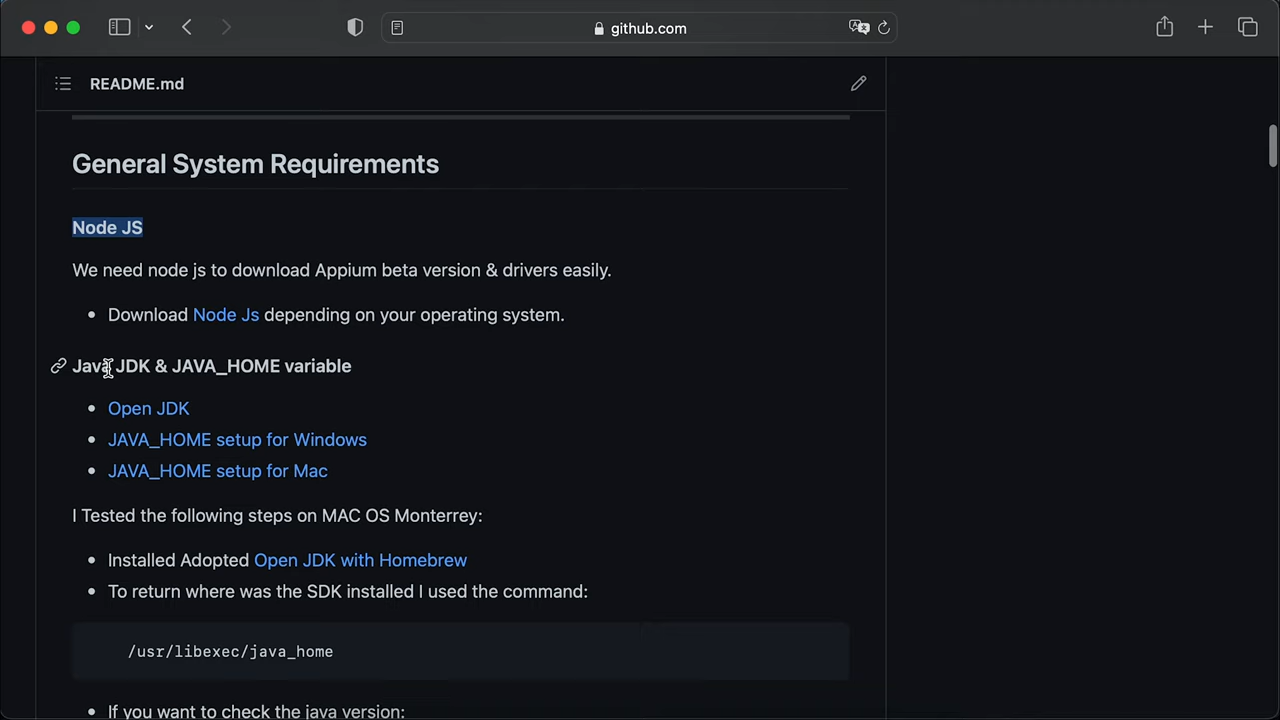 github.com
README.md
General System Requirements
Node JS
We need node js to download Appium beta version & drivers easily.
Download Node Js depending on your operating system.
Java JDK & JAVA_HOME variable
Open JDK
JAVA_HOME setup for Windows
JAVA_HOME setup for Mac
I Tested the following steps on MAC OS Monterrey:
Installed Adopted Open JDK with Homebrew
To return where was the SDK installed I used the command:
/usr/libexec/java_home
If you want to check the java version: